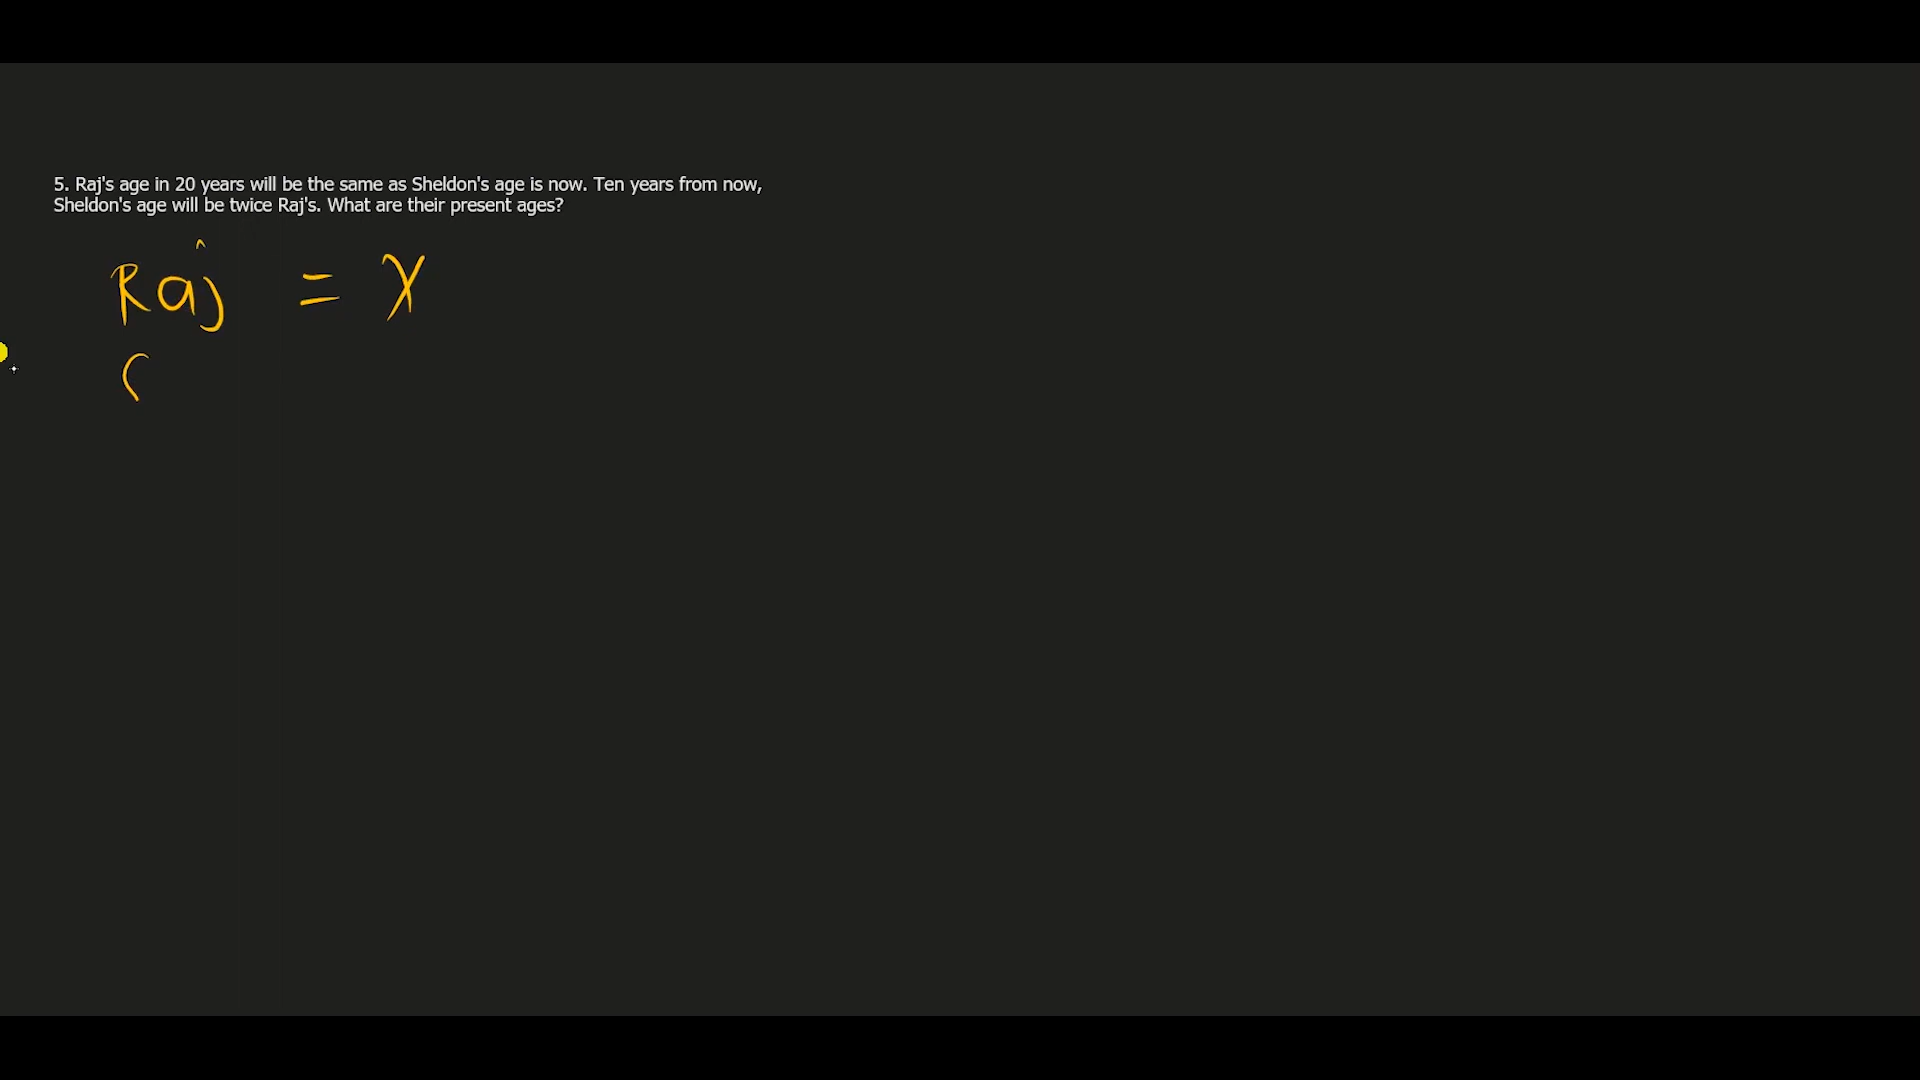 5. Raj's age in 20 years will be the same as Sheldon's age is now. Ten years from now,
Sheldon's age will be twice Raj's. What are their present ages?
Raj = X
(